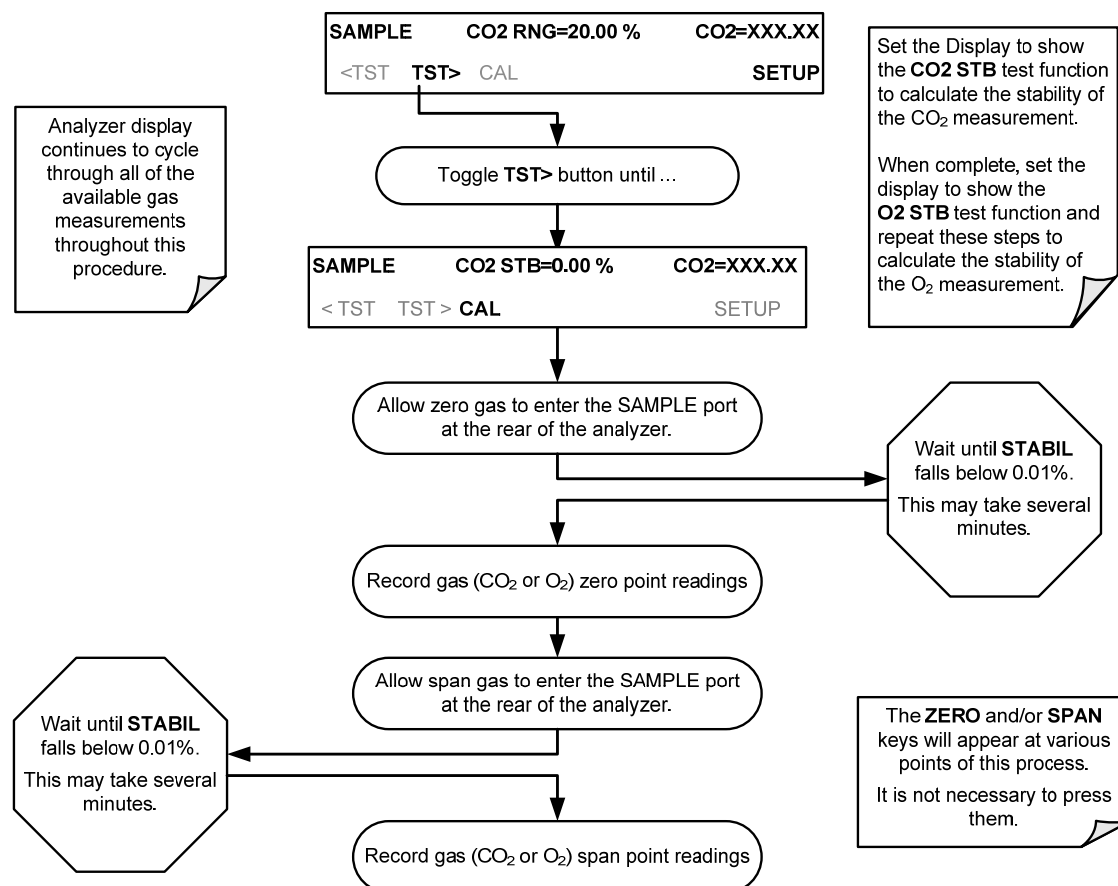 SAMPLE CO2 RNG=20.00 % CO2=XXX.XX
<TST TST> CAL SETUP
Set the Display to show
the CO2 STB test function
to calculate the stability of
the CO₂ measurement.
When complete, set the
display to show the
O2 STB test function and
repeat these steps to
calculate the stability of
the O₂ measurement.
Analyzer display
continues to cycle
through all of the
available gas
measurements
throughout this
procedure.
Toggle TST> button until …
SAMPLE CO2 STB=0.00 % CO2=XXX.XX
< TST TST > CAL SETUP
Allow zero gas to enter the SAMPLE port
at the rear of the analyzer.
Wait until STABIL
falls below 0.01%.
This may take several
minutes.
Record gas (CO₂ or O₂) zero point readings
Allow span gas to enter the SAMPLE port
at the rear of the analyzer.
Wait until STABIL
falls below 0.01%.
This may take several
minutes.
The ZERO and/or SPAN
keys will appear at various
points of this process.
It is not necessary to press
them.
Record gas (CO₂ or O₂) span point readings